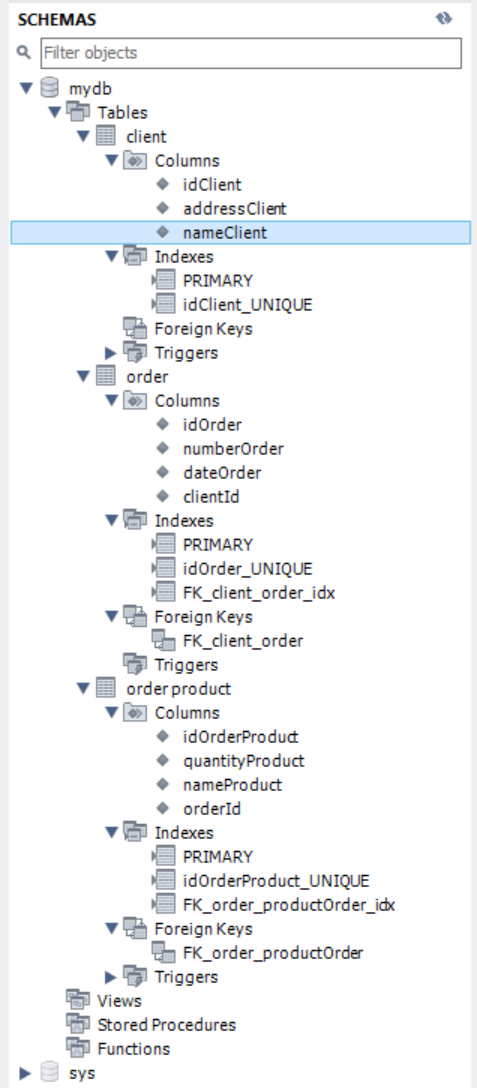 SCHEMAS
Filter objects
mydb
Tables
client
Columns
idClient
addressClient
nameClient
Indexes
PRIMARY
idClient_UNIQUE
Foreign Keys
Triggers
order
Columns
idOrder
numberOrder
dateOrder
clientId
Indexes
PRIMARY
idOrder_UNIQUE
FK_client_order_idx
Foreign Keys
FK_client_order
Triggers
order product
Columns
idOrderProduct
quantityProduct
nameProduct
orderId
Indexes
PRIMARY
idOrderProduct_UNIQUE
FK_order_productOrder_idx
Foreign Keys
FK_order_productOrder
Triggers
Views
Stored Procedures
Functions
sys